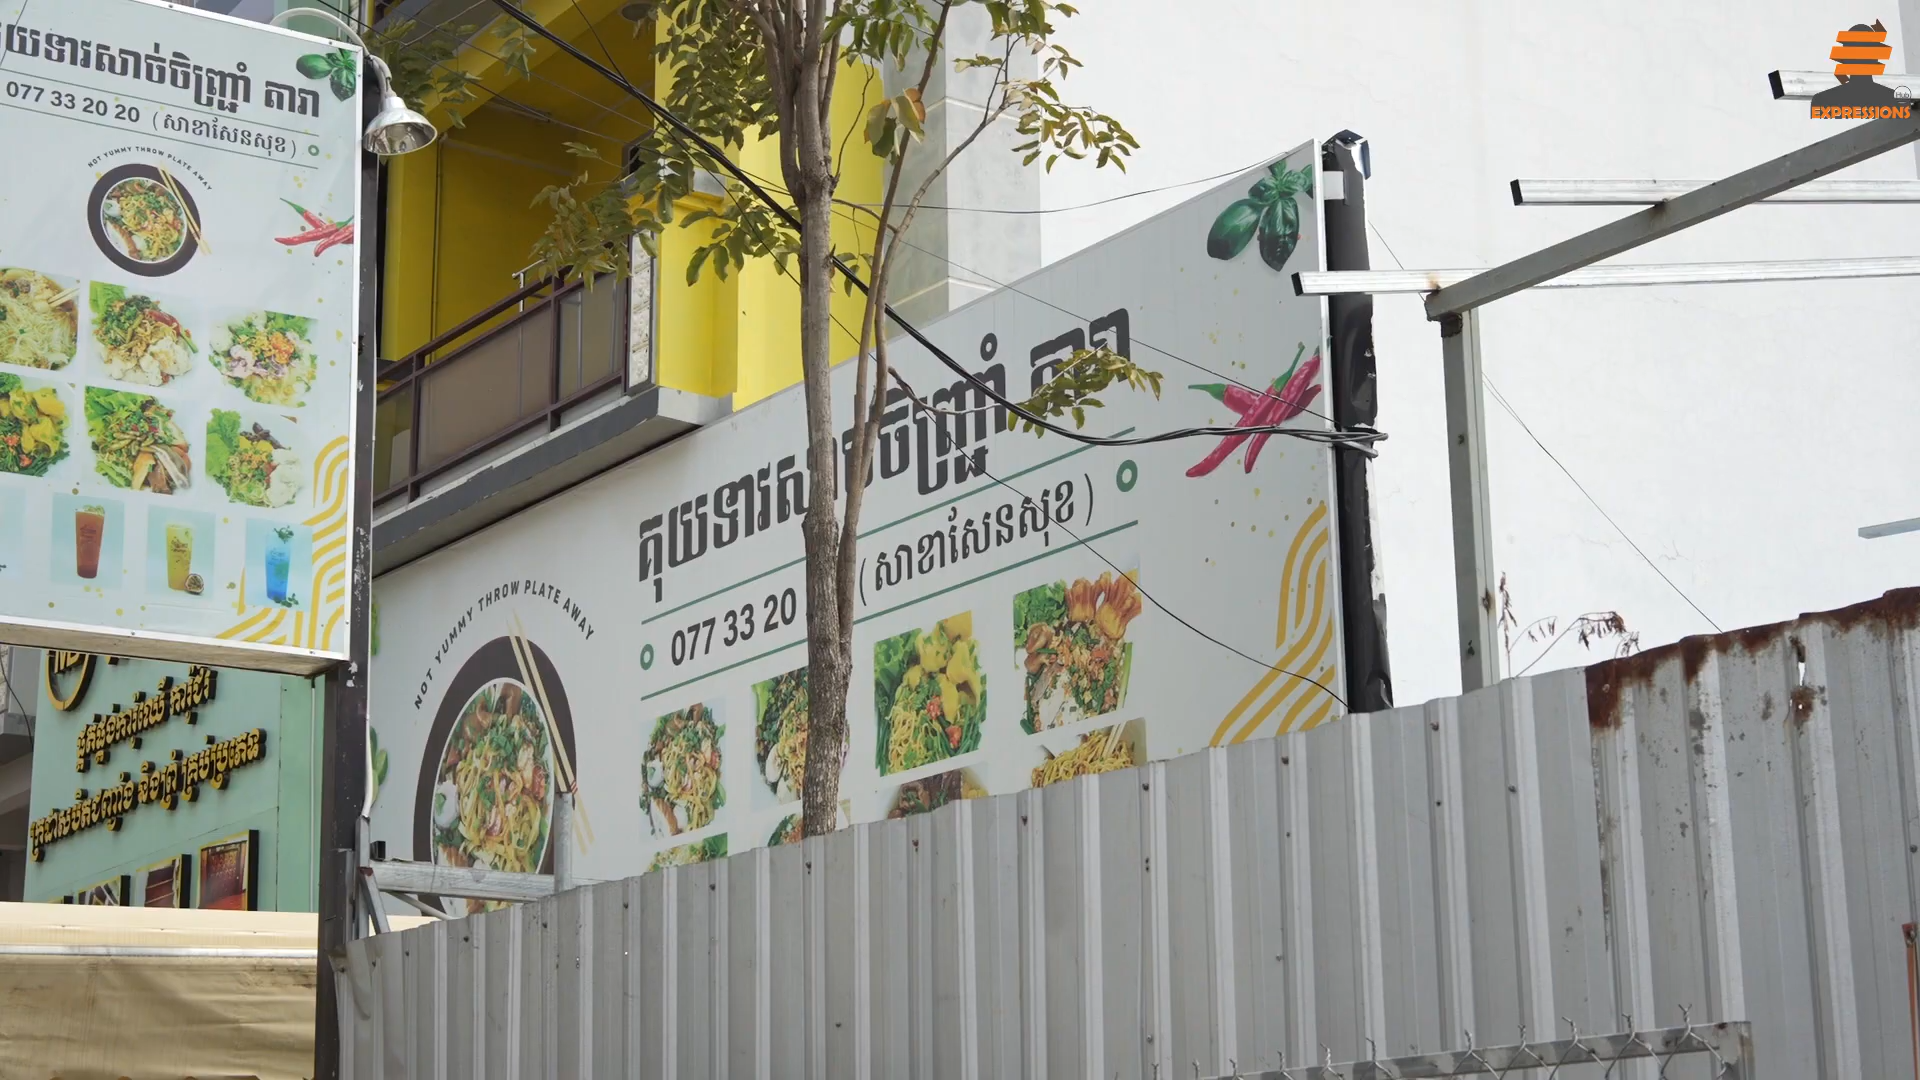 គុយទាវសាច់ចិញ្ច្រាំ តារា
077 33 20 20 (សាខាសែនសុខ)
NOT YUMMY THROW PLATE AWAY
គុយទាវសាច់ចិញ្ច្រាំ តារា
077 33 20 (សាខាសែនសុខ)
NOT YUMMY THROW PLATE AWAY
Hub
EXPRESSIONS